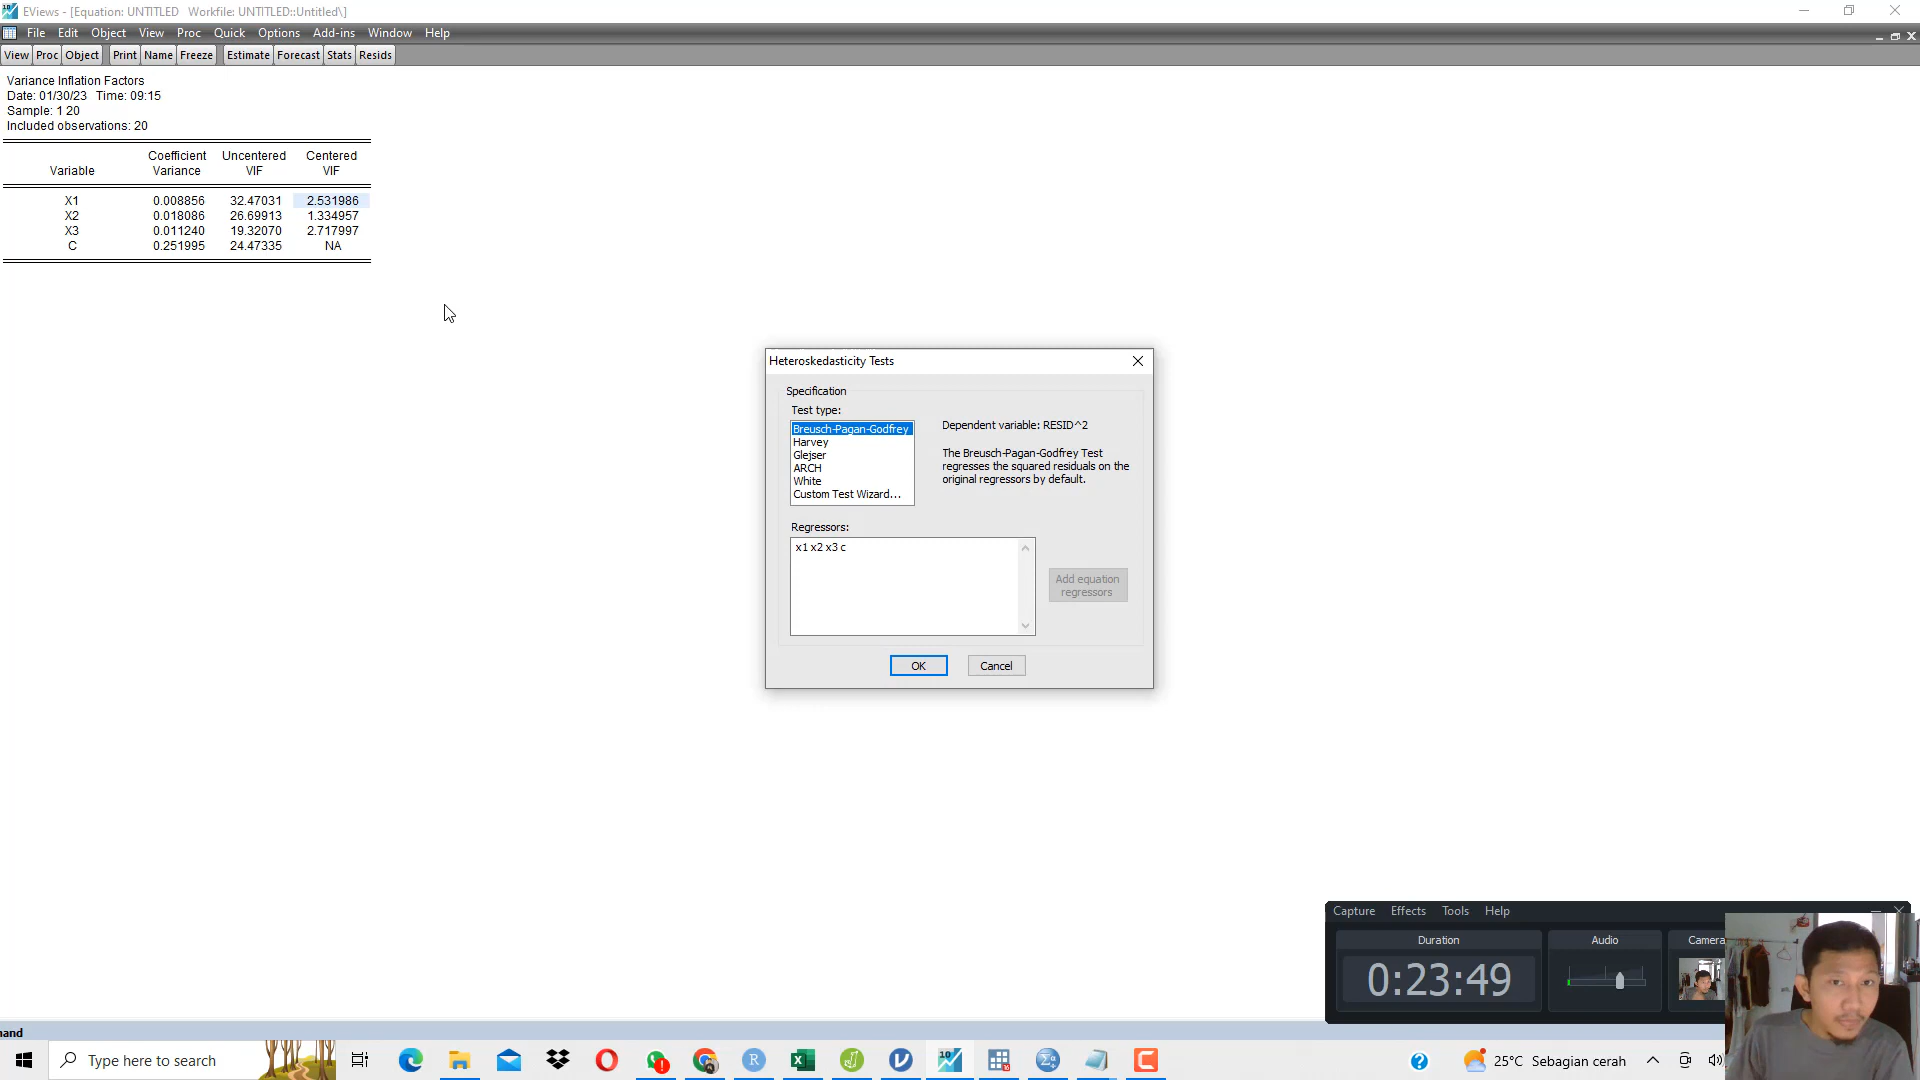 EViews - [Equation: UNTITLED   Workfile: UNTITLED::Untitled\]
File Edit Object View Proc Quick Options Add-ins Window Help
View Proc Object Print Name Freeze Estimate Forecast Stats Resids
Variance Inflation Factors
Date: 01/30/23   Time: 09:15
Sample: 1 20
Included observations: 20
Coefficient Uncentered Centered
Variable Variance VIF VIF
X1 0.008856 32.47031 2.531986
X2 0.018086 26.69913 1.334957
X3 0.011240 19.32070 2.717997
C 0.251995 24.47335 NA
Heteroskedasticity Tests
Specification
Test type:
Breusch-Pagan-Godfrey
Harvey
Glejser
ARCH
White
Custom Test Wizard...
Dependent variable: RESID^2
The Breusch-Pagan-Godfrey Test
regresses the squared residuals on the
original regressors by default.
Regressors:
x1 x2 x3 c
Add equation
regressors
OK Cancel
Capture Effects Tools Help
Duration Audio Camera
0:23:49
and
Type here to search
10
25°C Sebagian cerah